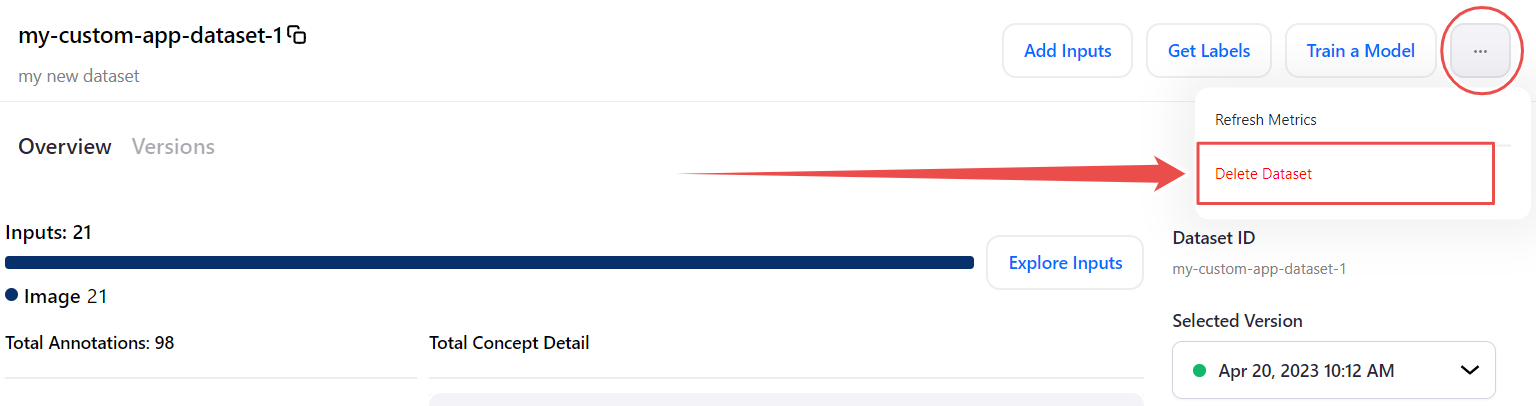 my-custom-app-dataset-1
my new dataset
Add Inputs
Get Labels
Train a Model
...
Refresh Metrics
Delete Dataset
Overview
Versions
Inputs: 21
Explore Inputs
Image 21
Total Annotations: 98
Total Concept Detail
Dataset ID
my-custom-app-dataset-1
Selected Version
Apr 20, 2023 10:12 AM